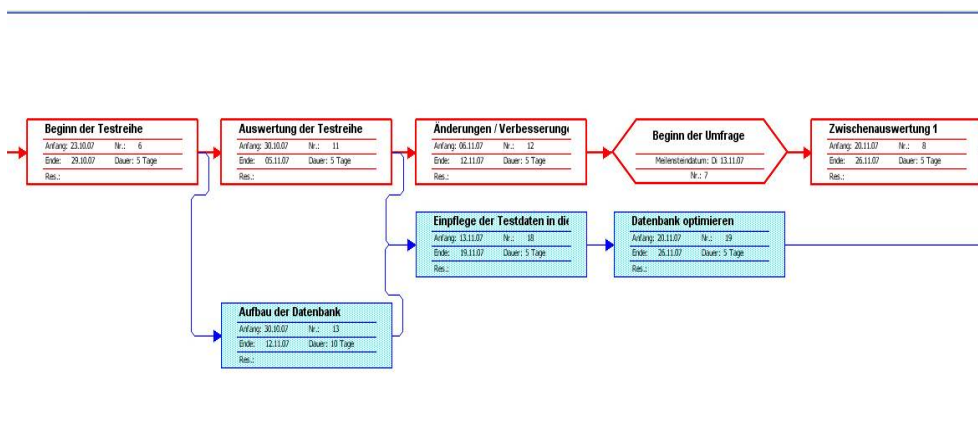 Beginn der Testreihe
Anfang: 23.10.07 Nr.: 6
Ende: 29.10.07 Dauer: 5 Tage
Res.:
Auswertung der Testreihe
Anfang: 30.10.07 Nr.: 11
Ende: 05.11.07 Dauer: 5 Tage
Res.:
Änderungen / Verbesserunge
Anfang: 06.11.07 Nr.: 12
Ende: 12.11.07 Dauer: 5 Tage
Res.:
Beginn der Umfrage
Meilensteindatum: Di 13.11.07
Nr.: 7
Zwischenauswertung 1
Anfang: 20.11.07 Nr.: 8
Ende: 26.11.07 Dauer: 5 Tage
Res.:
Einpflege der Testdaten in die
Anfang: 13.11.07 Nr.: 18
Ende: 19.11.07 Dauer: 5 Tage
Res.:
Datenbank optimieren
Anfang: 20.11.07 Nr.: 19
Ende: 26.11.07 Dauer: 5 Tage
Res.:
Aufbau der Datenbank
Anfang: 30.10.07 Nr.: 13
Ende: 12.11.07 Dauer: 10 Tage
Res.: